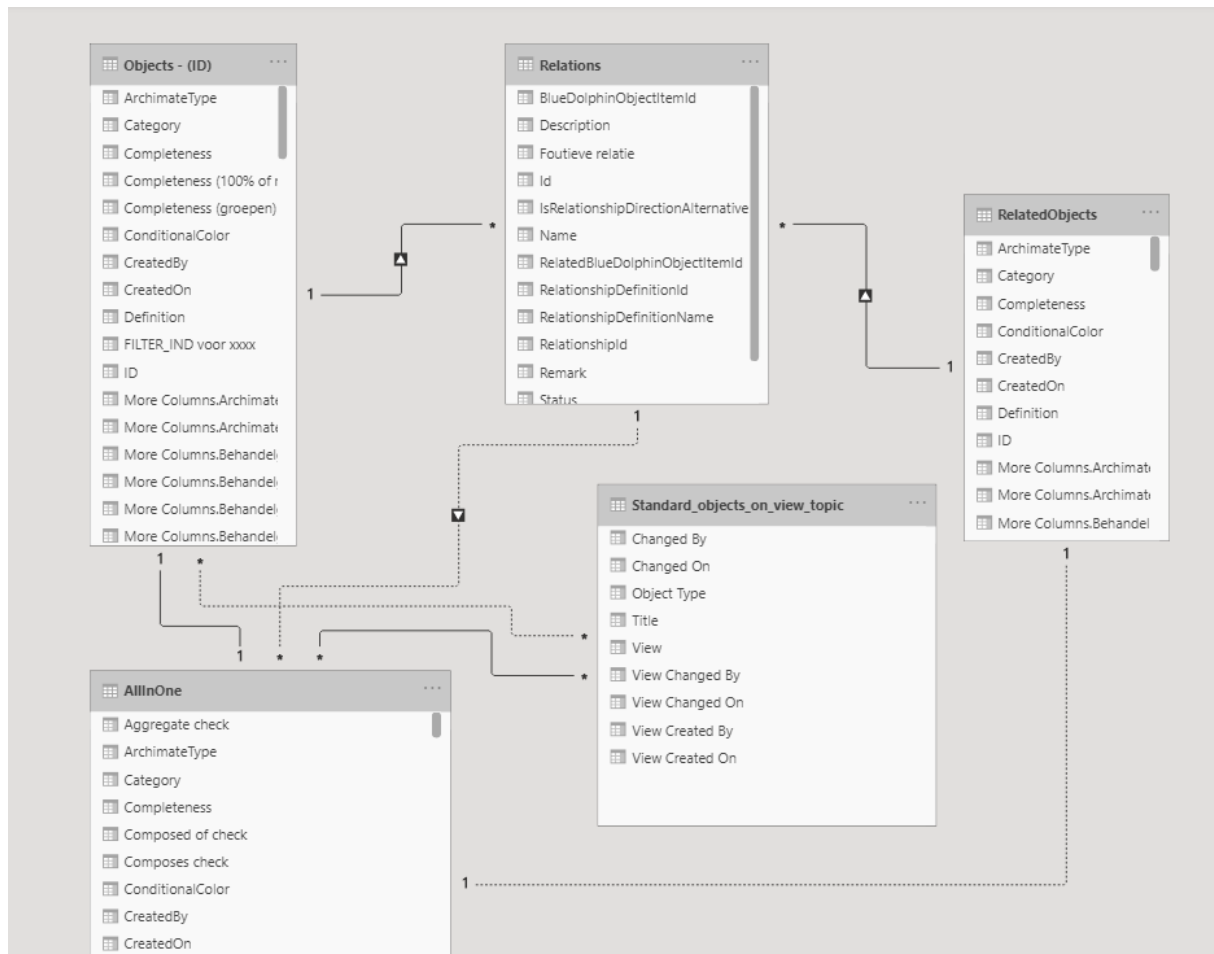 Objects - (ID)
ArchimateType
Category
Completeness
Completeness (100% of r
Completeness (groepen)
ConditionalColor
CreatedBy
CreatedOn
Definition
FILTER_IND voor xxxx
ID
More Columns.Archimate
More Columns.Archimate
More Columns.Behandel
More Columns.Behandel
More Columns.Behandel
More Columns.Behandel
1
1
*
*
Relations
BlueDolphinObjectItemId
Description
Foutieve relatie
Id
IsRelationshipDirectionAlternative
Name
RelatedBlueDolphinObjectItemId
RelationshipDefinitionId
RelationshipDefinitionName
RelationshipId
Remark
Status
1
*
1
RelatedObjects
ArchimateType
Category
Completeness
ConditionalColor
CreatedBy
CreatedOn
Definition
ID
More Columns.Archimat
More Columns.Archimat
More Columns.Behandel
1
Standard_objects_on_view_topic
Changed By
Changed On
Object Type
Title
View
View Changed By
View Changed On
View Created By
View Created On
*
*
1
*
*
AllInOne
Aggregate check
ArchimateType
Category
Completeness
Composed of check
Composes check
ConditionalColor
CreatedBy
CreatedOn
1